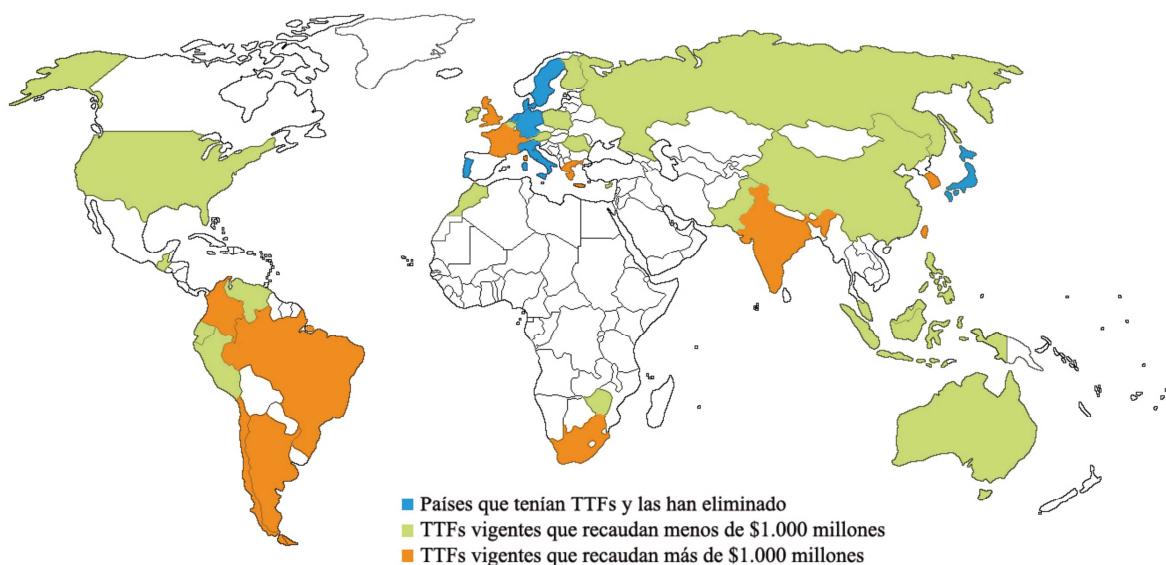 Países que tenían TTFs y las han eliminado
TTFs vigentes que recaudan menos de $1.000 millones
TTFs vigentes que recaudan más de $1.000 millones